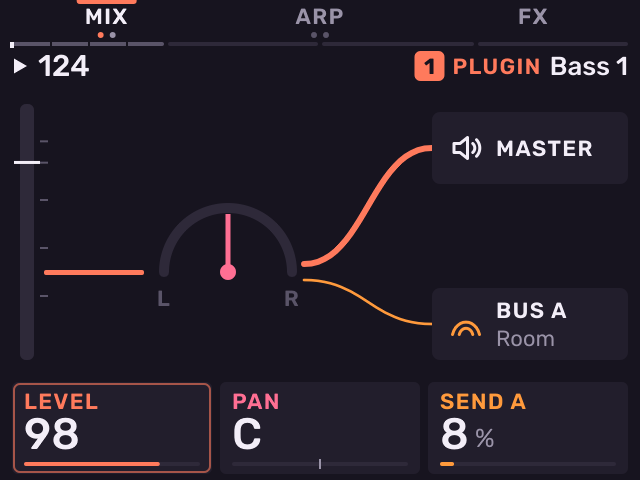 MIX ARP FX
124 1 PLUGIN Bass 1
MASTER
L R
BUS A
Room
LEVEL PAN SEND A
98 C 8 %